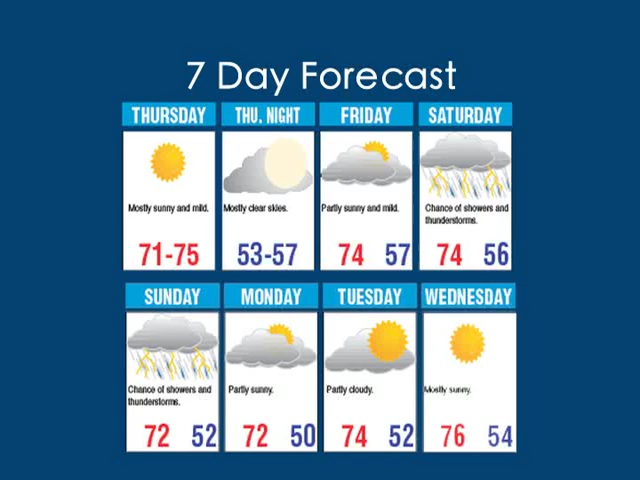 7 Day Forecast
THURSDAY THU. NIGHT FRIDAY SATURDAY
Mostly sunny and mild. Mostly clear skies. Partly sunny and mild. Chance of showers and
thunderstorms.
71-75 53-57 74 57 74 56
SUNDAY MONDAY TUESDAY WEDNESDAY
Chance of showers and Partly sunny. Partly cloudy. Mostly sunny.
thunderstorms.
72 52 72 50 74 52 76 54